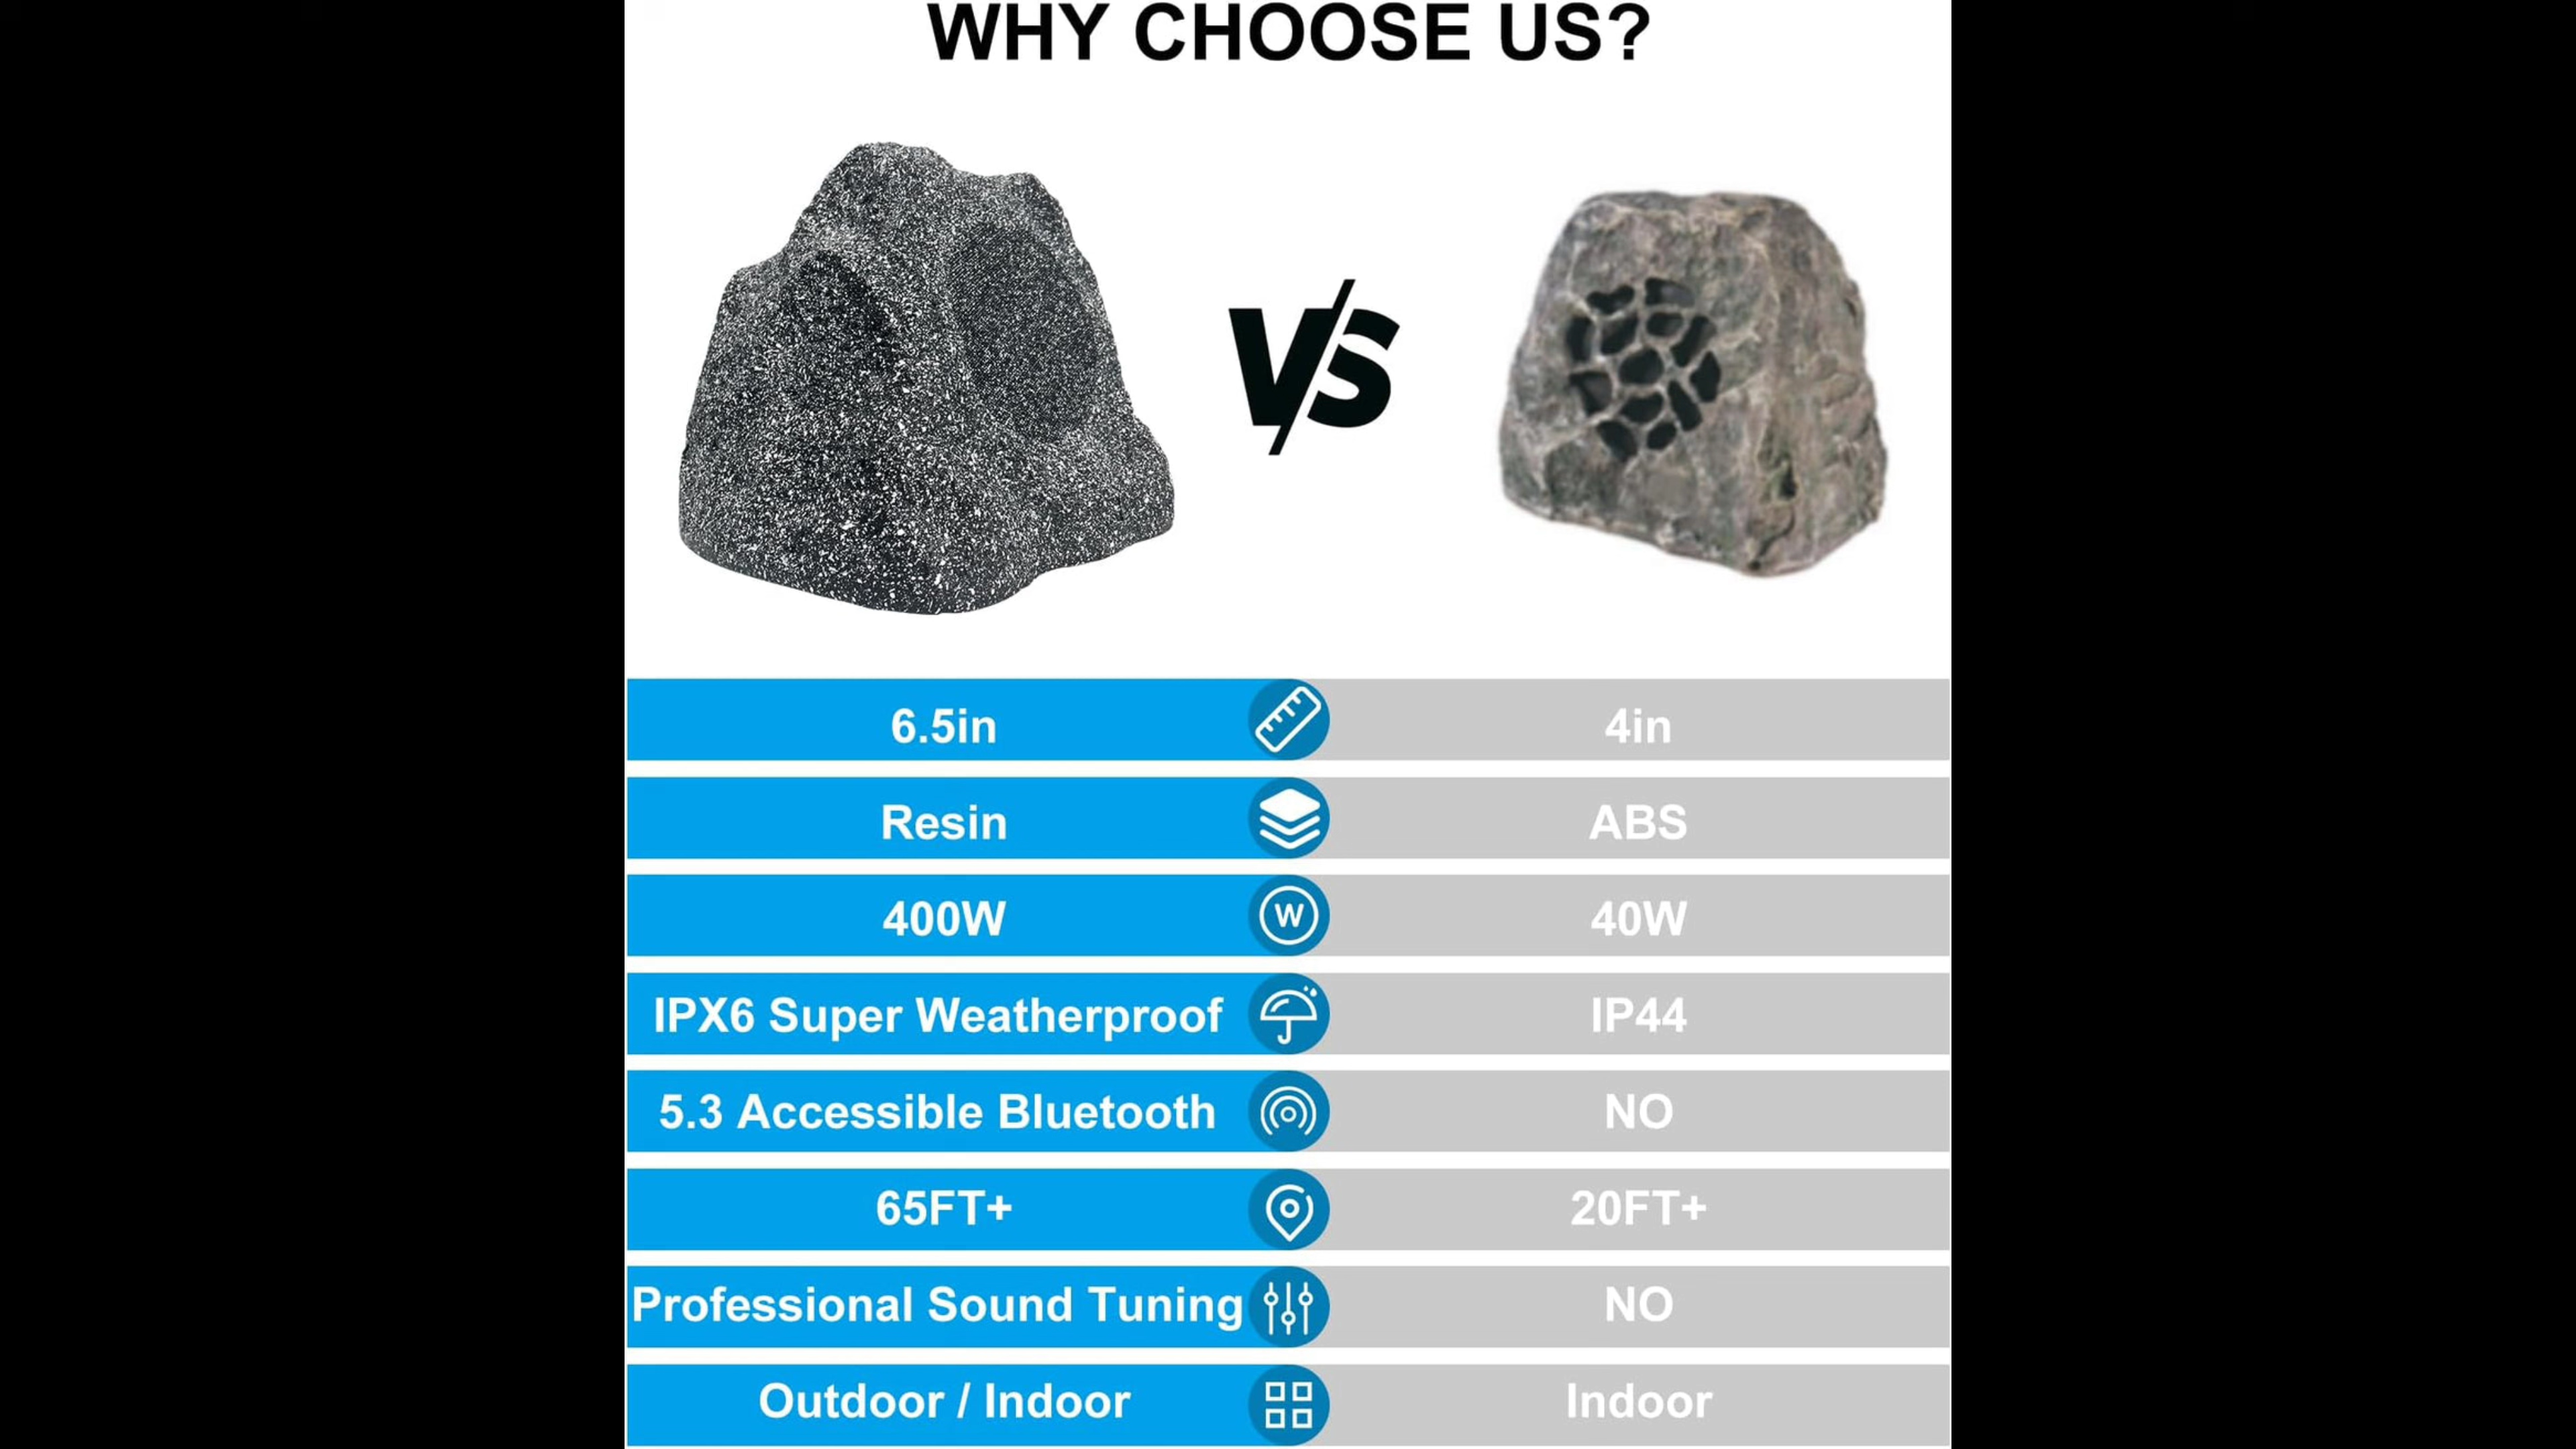 WHY CHOOSE US?
VS
6.5in
4in
Resin
ABS
400W
W
40W
IPX6 Super Weatherproof
IP44
5.3 Accessible Bluetooth
NO
65FT+
20FT+
Professional Sound Tuning
NO
Outdoor / Indoor
Indoor